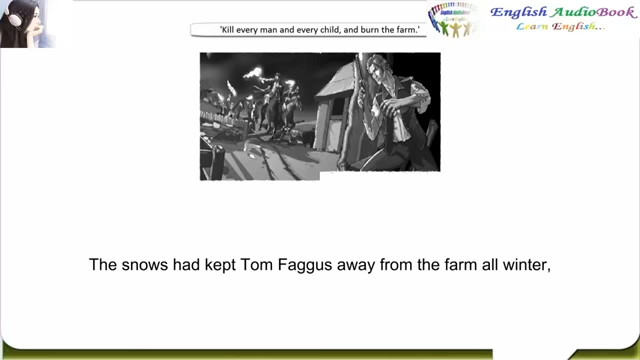 'Kill every man and every child, and burn the farm.'
English AudioBook
Learn English...
The snows had kept Tom Faggus away from the farm all winter,